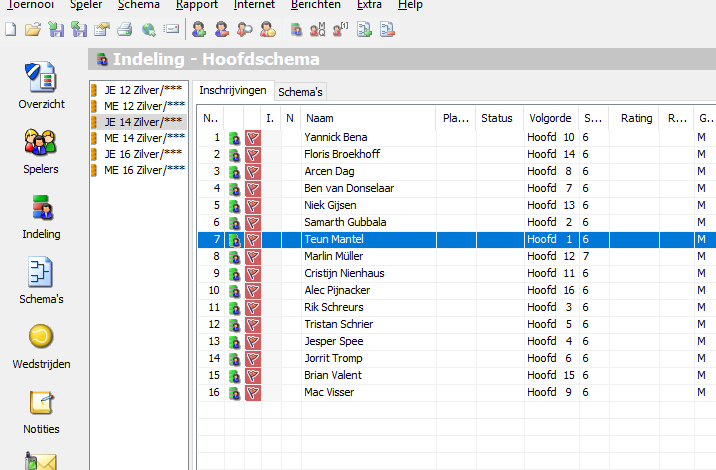 Toernooi Speler Schema Rapport Internet Berichten Extra Help
Indeling - Hoofdschema
Overzicht
Spelers
Indeling
Schema's
Wedstrijden
Notities
JE 12 Zilver/***
ME 12 Zilver/***
JE 14 Zilver/***
ME 14 Zilver/***
JE 16 Zilver/***
ME 16 Zilver/***
Inschrijvingen Schema's
N.. I. N Naam Pla... Status Volgorde S... Rating R... G...
1 Yannick Bena Hoofd 10 6 M
2 Floris Broekhoff Hoofd 14 6 M
3 Arcen Dag Hoofd 8 6 M
4 Ben van Donselaar Hoofd 7 6 M
5 Niek Gijsen Hoofd 13 6 M
6 Samarth Gubbala Hoofd 2 6 M
7 Teun Mantel Hoofd 1 6 M
8 Marlin Müller Hoofd 12 7 M
9 Cristijn Nienhaus Hoofd 11 6 M
10 Alec Pijnacker Hoofd 16 6 M
11 Rik Schreurs Hoofd 3 6 M
12 Tristan Schrier Hoofd 5 6 M
13 Jesper Spee Hoofd 4 6 M
14 Jorrit Tromp Hoofd 6 6 M
15 Brian Valent Hoofd 15 6 M
16 Mac Visser Hoofd 9 6 M